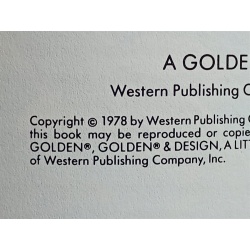 A GOLDE
Western Publishing C
Copyright © 1978 by Western Publishing C
this book may be reproduced or copie
GOLDEN®, GOLDEN & DESIGN, A LIT
of Western Publishing Company, Inc.